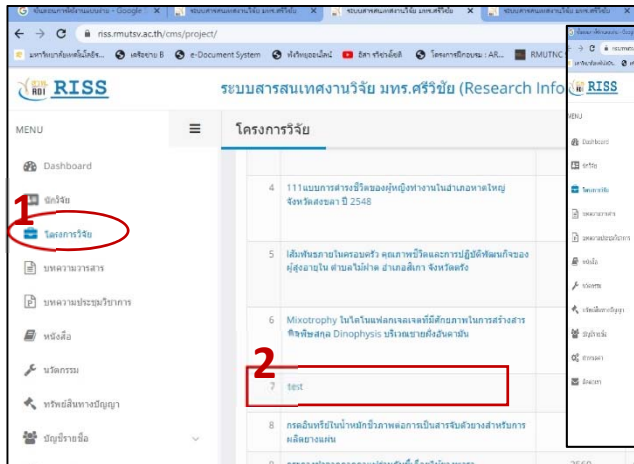 ขั้นตอนการใช้งานแบบย่อ - Google
ระบบสารสนเทศงานวิจัย มทร.ศรีวิชัย
ระบบสารสนเทศงานวิจัย มทร.ศรีวิชัย
ระบบสารสนเทศงานวิจัย มทร.ศรีวิชัย
riss.rmutsv.ac.th/cms/project/
e-Document System
RMUTNC
RDI RISS
ระบบสารสนเทศงานวิจัย มทร.ศรีวิชัย (Research Info
RISS
MENU
โครงการวิจัย
Dashboard
4 111แบบการดำรงชีวิตของผู้หญิงทำงานในอำเภอหาดใหญ่
จังหวัดสงขลา ปี 2548
1
นักวิจัย
โครงการวิจัย
5 เส้มพันธภายในครอบครัว คุณภาพชีวิตและการปฏิบัติพัฒนกิจของ
ผู้สูงอายุใน ตำบลไม้ฝาด อำเภอสิเกา จังหวัดตรัง
บทความวารสาร
บทความประชุมวิชาการ
6 Mixotrophy ในไดโนแฟลกเจลเจตที่มีศักยภาพในการสร้างสาร
ชีวพิษสกุล Dinophysis บริเวณชายฝั่งอันดามัน
หนังสือ
2
นวัตกรรม
7 test
ทรัพย์สินทางปัญญา
8 กรดอินทรีย์ในน้ำหมักชีวภาพต่อการเป็นสารจับตัวยางสำหรับการ
ผลิตยางแผ่น
บัญชีรายชื่อ
MENU
Dashboard
นักวิจัย
โครงการวิจัย
บทความวารสาร
บทความประชุมวิชาการ
หนังสือ
นวัตกรรม
ทรัพย์สินทางปัญญา
บัญชีรายชื่อ